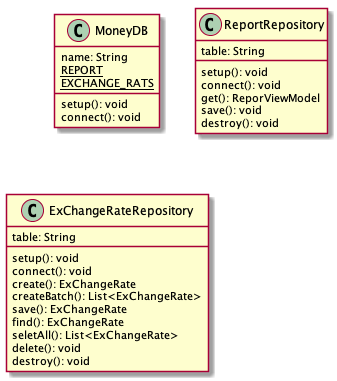 C MoneyDB
name: String
REPORT
EXCHANGE_RATS
setup(): void
connect(): void
C ReportRepository
table: String
setup(): void
connect(): void
get(): ReporViewModel
save(): void
destroy(): void
C ExChangeRateRepository
table: String
setup(): void
connect(): void
create(): ExChangeRate
createBatch(): List<ExChangeRate>
save(): ExChangeRate
find(): ExChangeRate
seletAll(): List<ExChangeRate>
delete(): void
destroy(): void